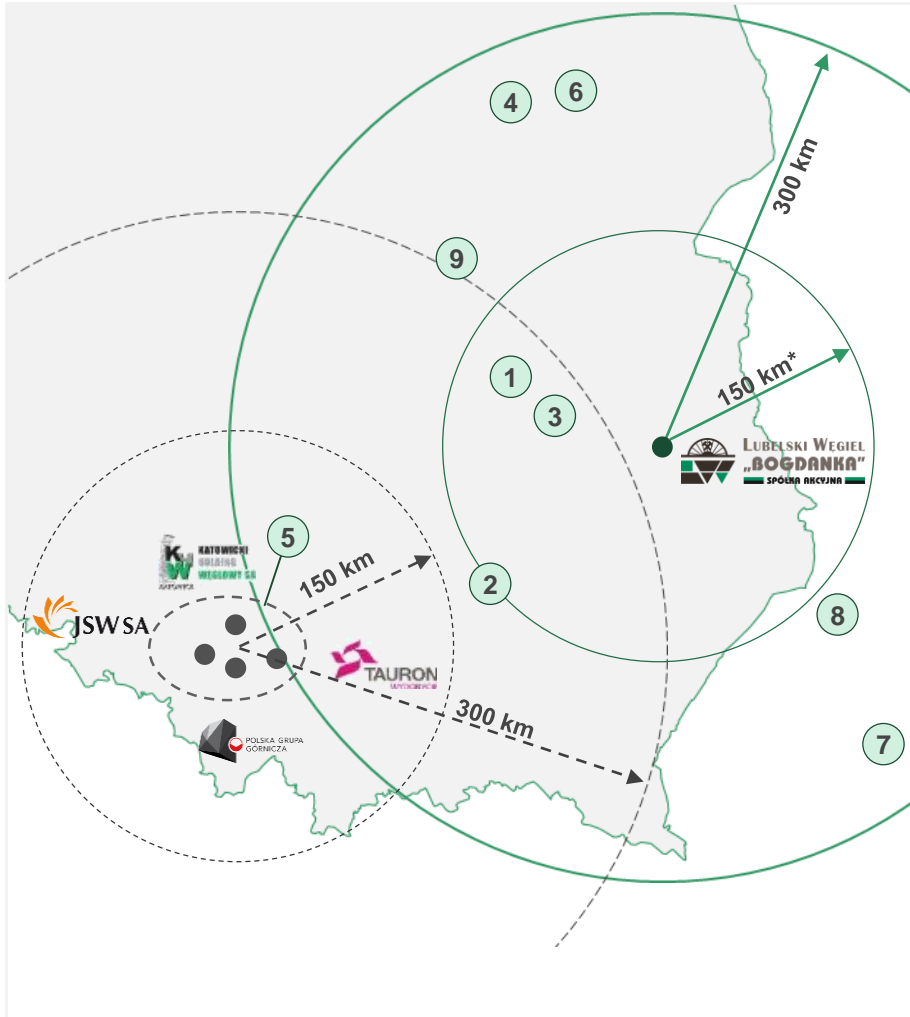 4
6
300 km
9
1
3
150 km*
LUBELSKI WĘGIEL
„BOGDANKA”
SPÓŁKA AKCYJNA
5
KATOWICKI
HOLDING
WĘGLOWY SA
150 km
2
8
JSW SA
TAURON
WYDOBYCIE
300 km
POLSKA GRUPA
GÓRNICZA
7